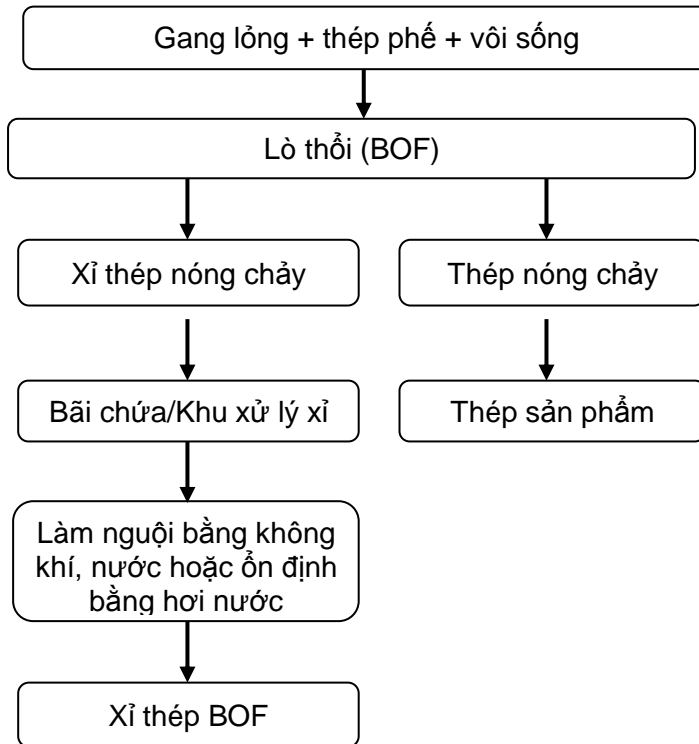 Gang lỏng + thép phế + vôi sống
Lò thổi (BOF)
Xỉ thép nóng chảy
Thép nóng chảy
Bãi chứa/Khu xử lý xỉ
Thép sản phẩm
Làm nguội bằng không
khí, nước hoặc ổn định
bằng hơi nước
Xỉ thép BOF